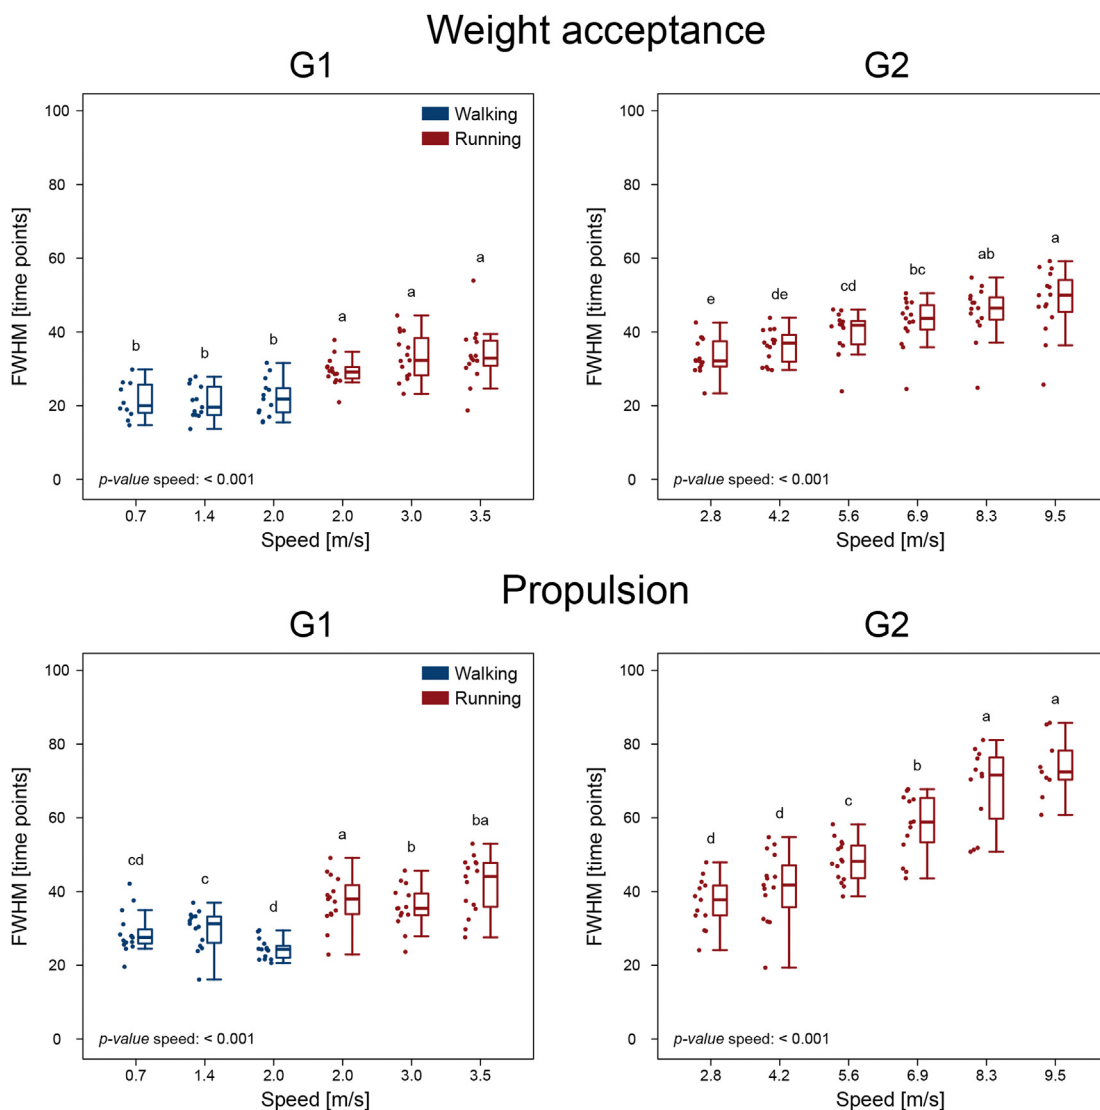 Weight acceptance
G1
FWHM [time points]
100
80
60
40
20
0
Walking
Running
b
b
b
a
a
a
p-value speed: < 0.001
0.7 1.4 2.0 2.0 3.0 3.5
Speed [m/s]
G2
FWHM [time points]
100
80
60
40
20
0
e
de
cd
bc
ab
a
p-value speed: < 0.001
2.8 4.2 5.6 6.9 8.3 9.5
Speed [m/s]
Propulsion
G1
FWHM [time points]
100
80
60
40
20
0
Walking
Running
cd
c
d
a
b
ba
p-value speed: < 0.001
0.7 1.4 2.0 2.0 3.0 3.5
Speed [m/s]
G2
FWHM [time points]
100
80
60
40
20
0
d
d
c
b
a
a
p-value speed: < 0.001
2.8 4.2 5.6 6.9 8.3 9.5
Speed [m/s]